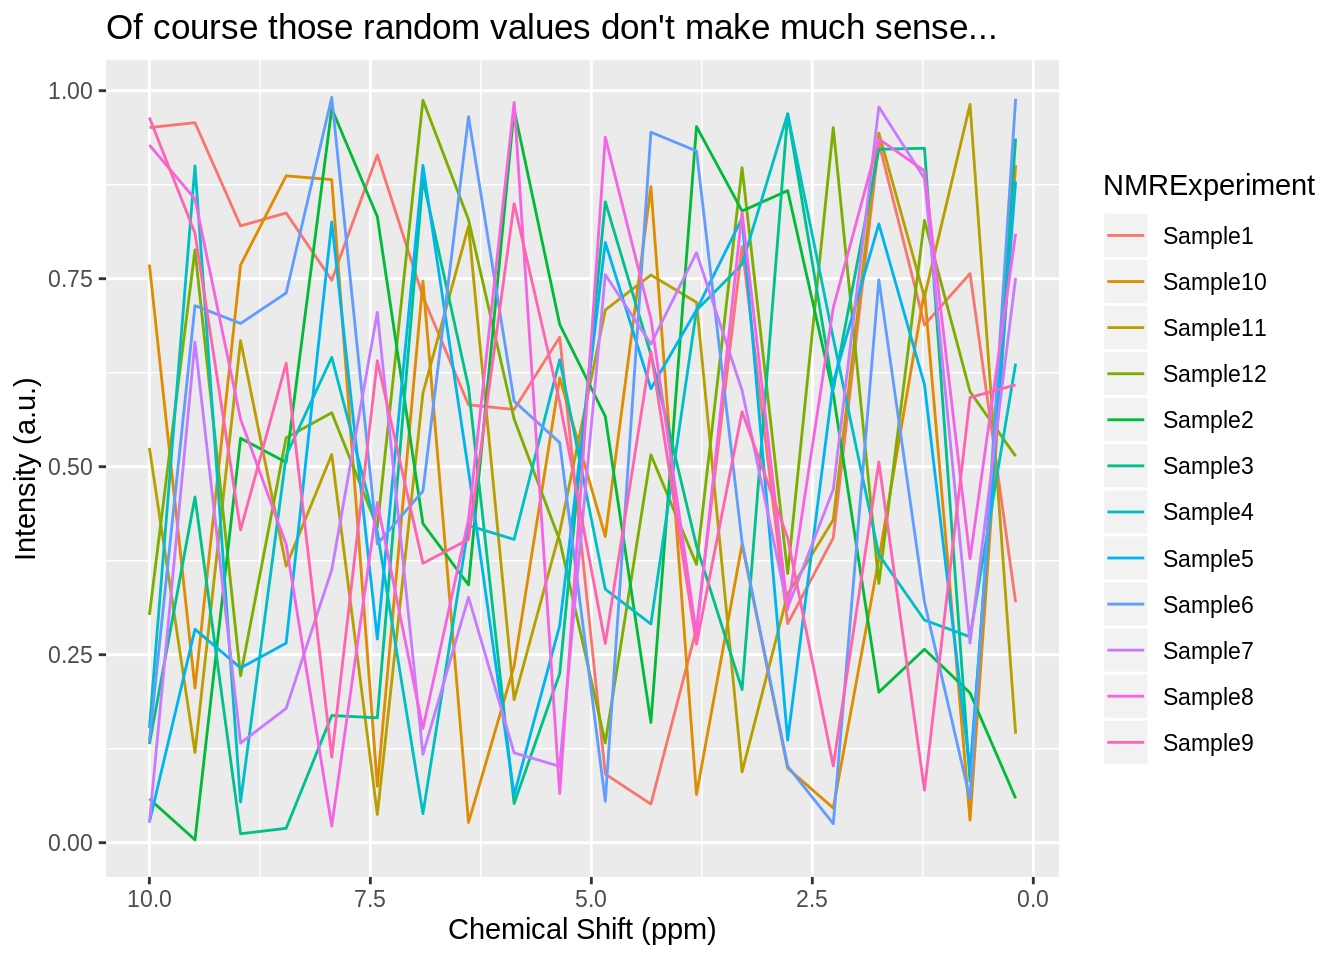 Of course those random values don't make much sense...
Intensity (a.u.)
1.00
0.75
0.50
0.25
0.00
10.0 7.5 5.0 2.5 0.0
Chemical Shift (ppm)
NMRExperiment
Sample1
Sample10
Sample11
Sample12
Sample2
Sample3
Sample4
Sample5
Sample6
Sample7
Sample8
Sample9